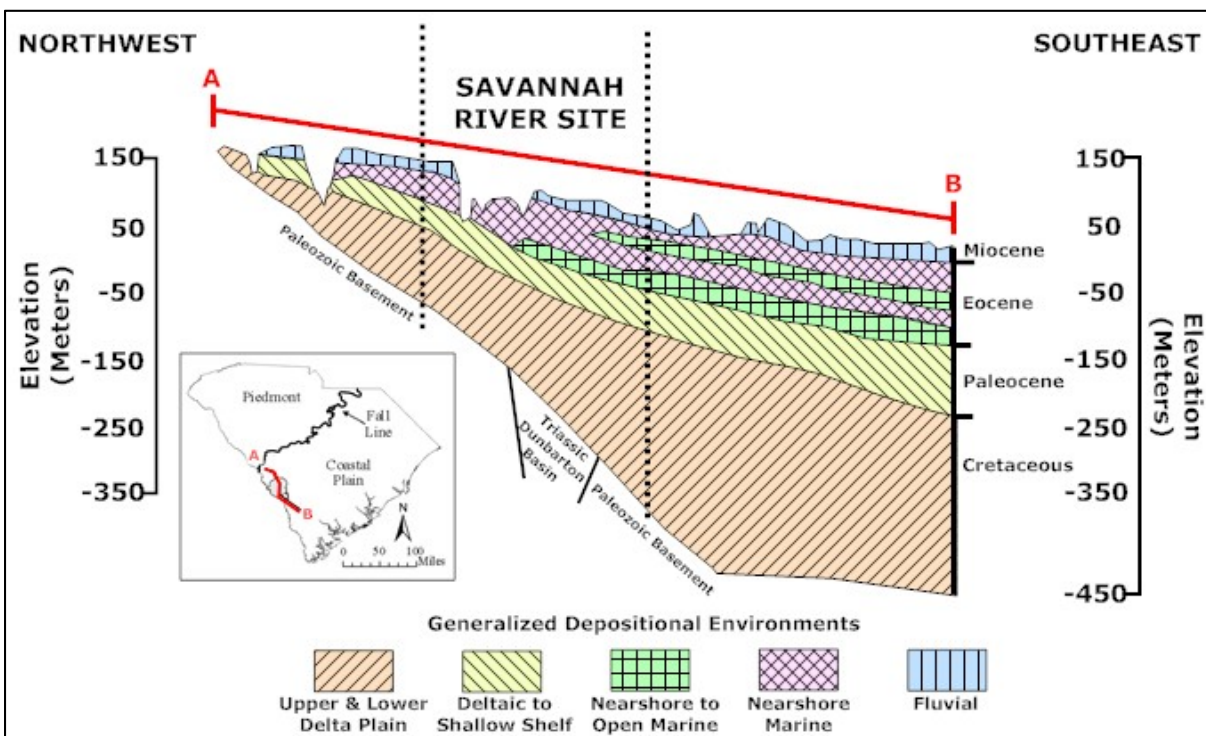 NORTHWEST
SOUTHEAST
A
SAVANNAH
RIVER SITE
B
150
50
-50
-150
-250
-350
Elevation
(Meters)
150
50
-50
-150
-250
-350
-450
Elevation
(Meters)
Miocene
Eocene
Paleocene
Cretaceous
Paleozoic Basement
Triassic
Dunbarton
Basin
Paleozoic Basement
Piedmont
Fall
Line
A
Coastal
Plain
B
N
0 50 100
Miles
Generalized Depositional Environments
Upper & Lower
Delta Plain
Deltaic to
Shallow Shelf
Nearshore to
Open Marine
Nearshore
Marine
Fluvial